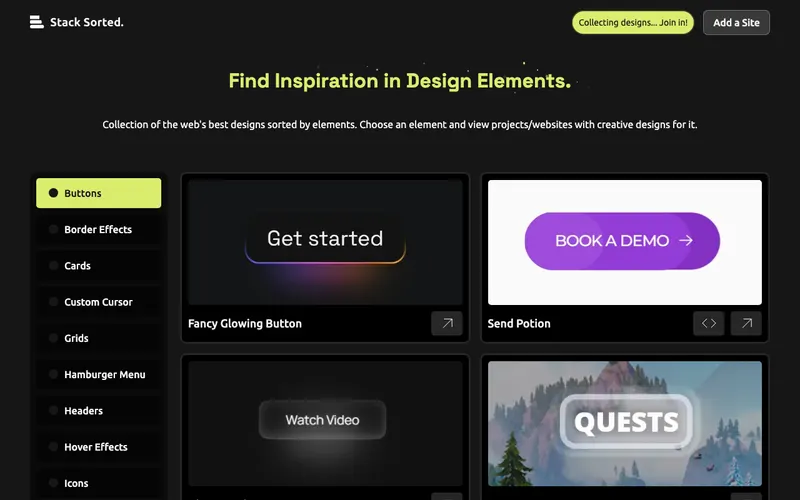 Stack Sorted.
Collecting designs... Join in!
Add a Site
Find Inspiration in Design Elements.
Collection of the web's best designs sorted by elements. Choose an element and view projects/websites with creative designs for it.
Buttons
Border Effects
Cards
Custom Cursor
Grids
Hamburger Menu
Headers
Hover Effects
Icons
Get started
Fancy Glowing Button
BOOK A DEMO
Send Potion
Watch Video
QUESTS